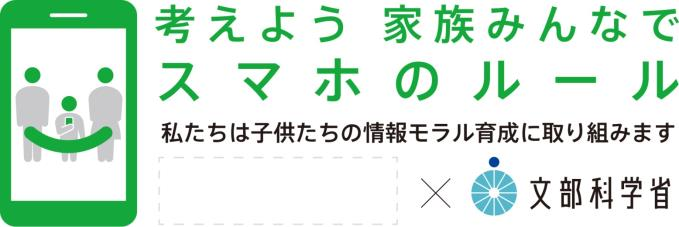 考えよう 家族みんなで
スマホのルール
私たちは子供たちの情報モラル育成に取り組みます
× 文部科学省